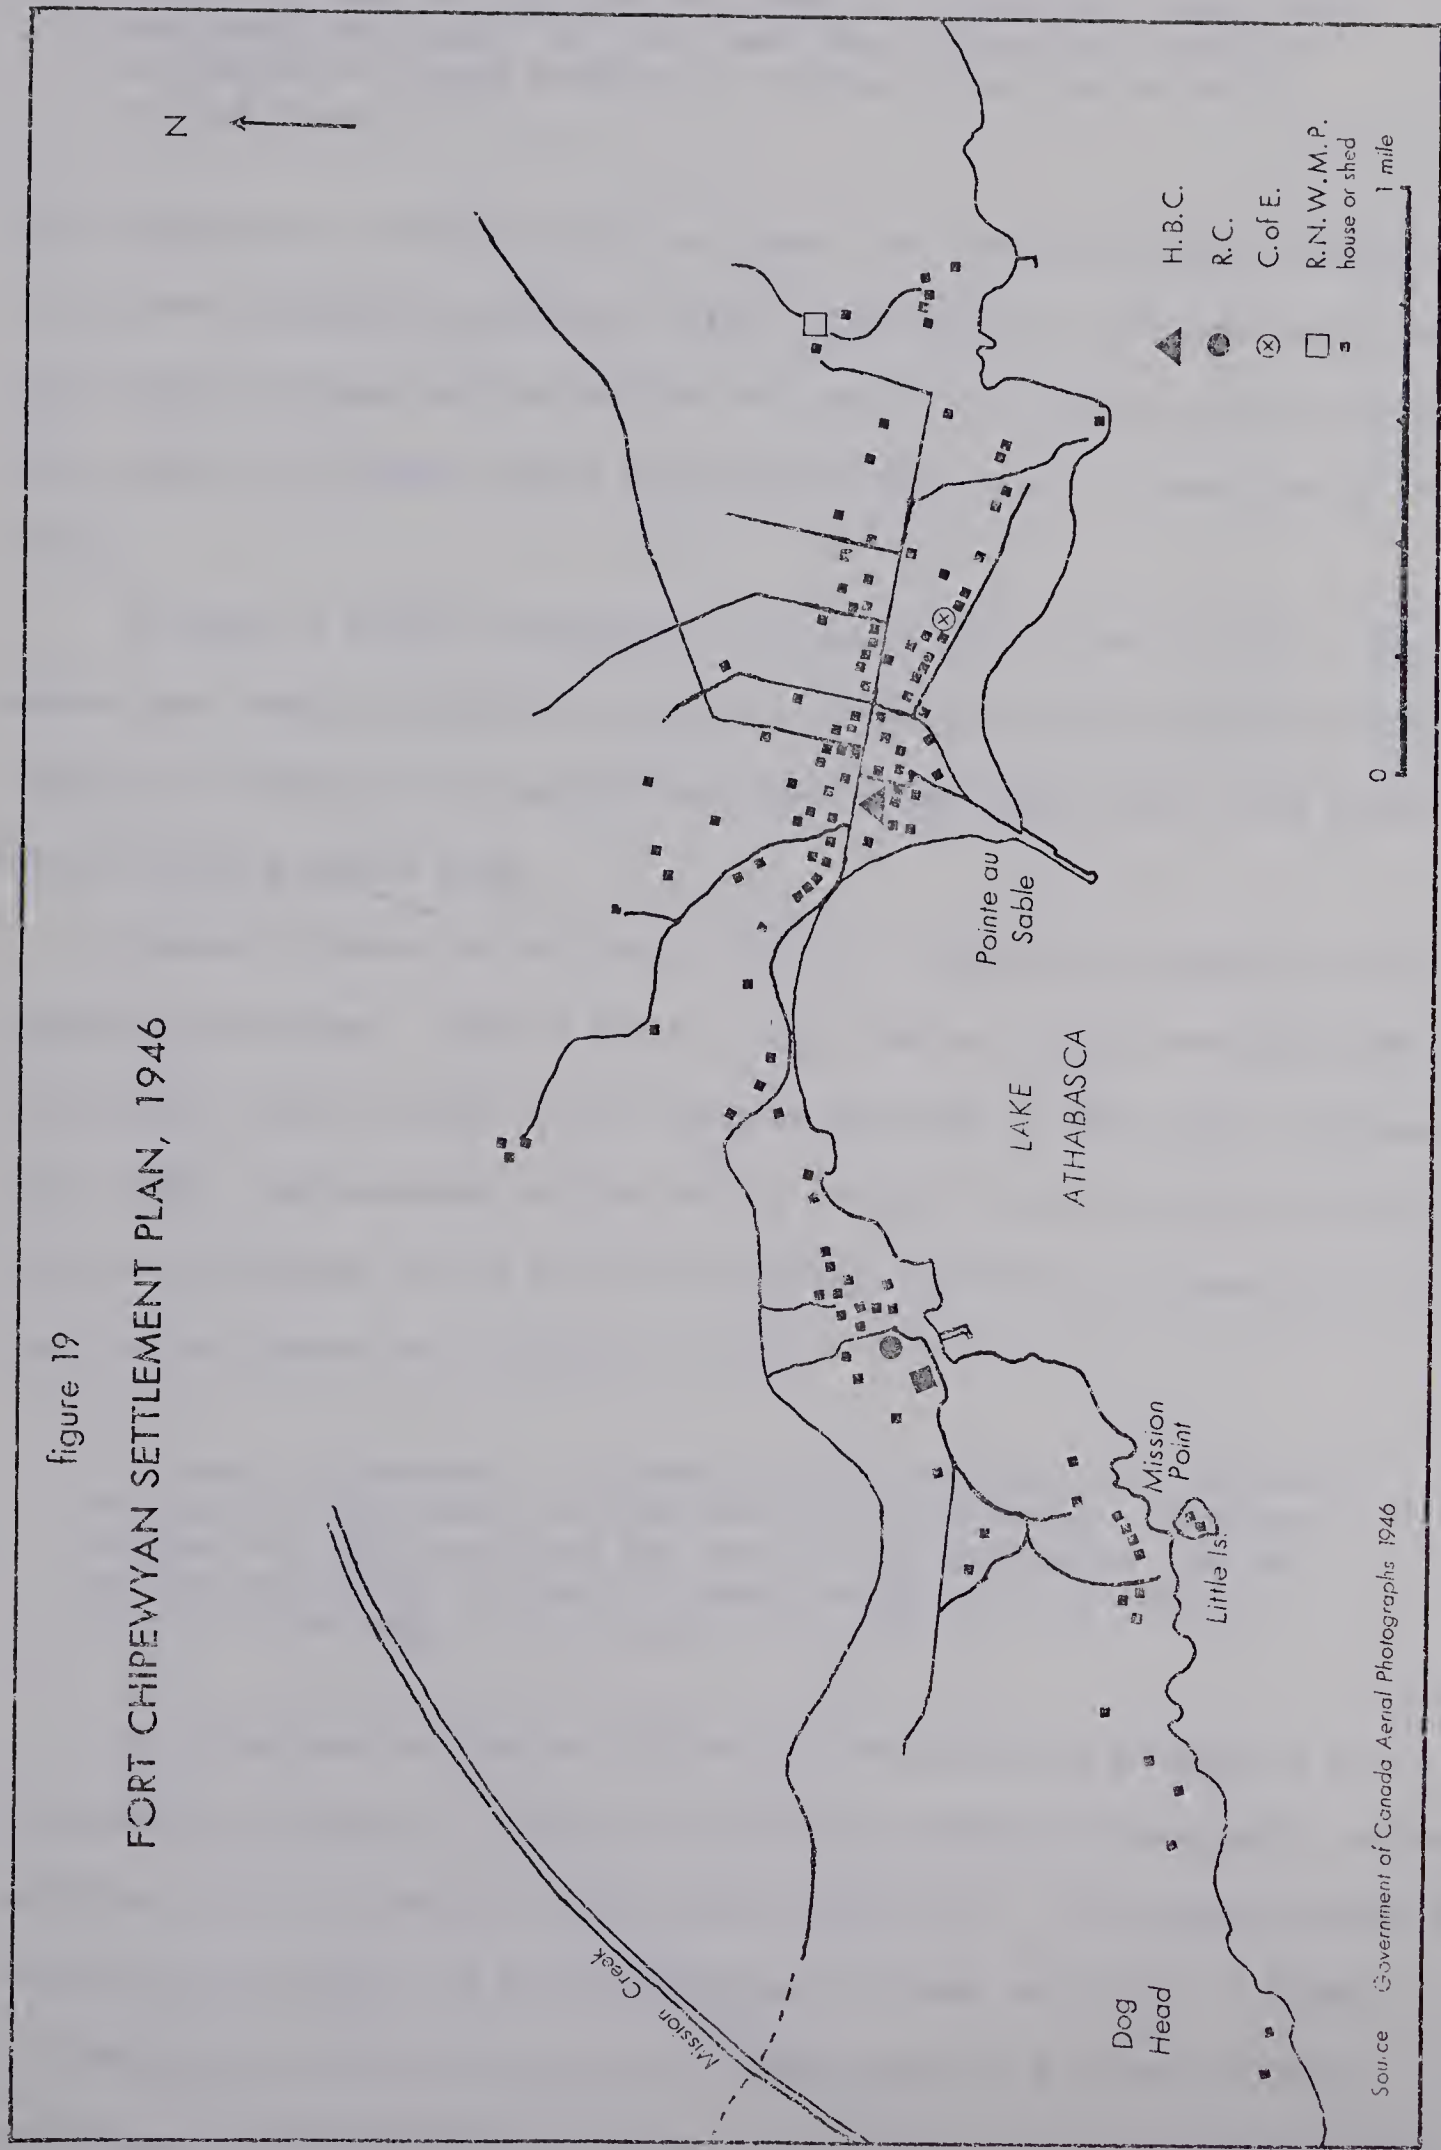 figure 19
FORT CHIPEWYAN SETTLEMENT PLAN, 1946
N
Mission Creek
Dog
Head
Little Is.
Mission
Point
LAKE
ATHABASCA
Pointe au
Sable
H.B.C.
R.C.
C.of E.
R.N.W.M.P.
house or shed
0
1 mile
Source Government of Canada Aerial Photographs 1946